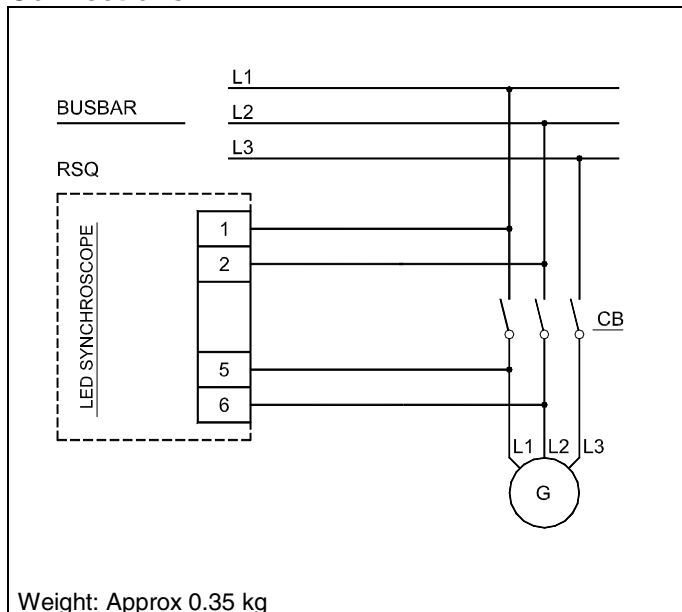 L1
BUSBAR
L2
L3
RSQ
LED SYNCHROSCOPE
1
2
CB
5
6
L1 L2 L3
G
Weight: Approx 0.35 kg